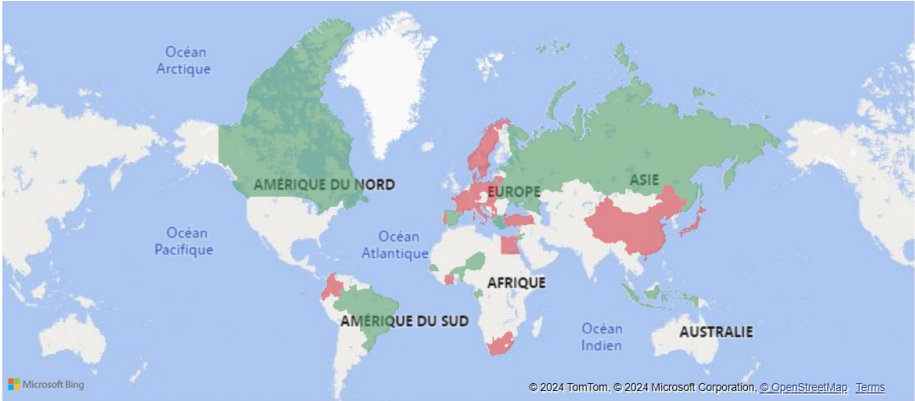 Océan
Arctique
AMÉRIQUE DU NORD
EUROPE
ASIE
Océan
Pacifique
Océan
Atlantique
AFRIQUE
AMÉRIQUE DU SUD
Océan
Indien
AUSTRALIE
Microsoft Bing
© 2024 TomTom, © 2024 Microsoft Corporation, © OpenStreetMap Terms